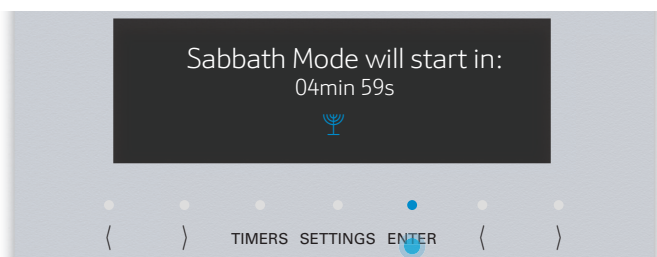 Sabbath Mode will start in:
04min 59s
⟨ ⟩ TIMERS SETTINGS ENTER ⟨ ⟩